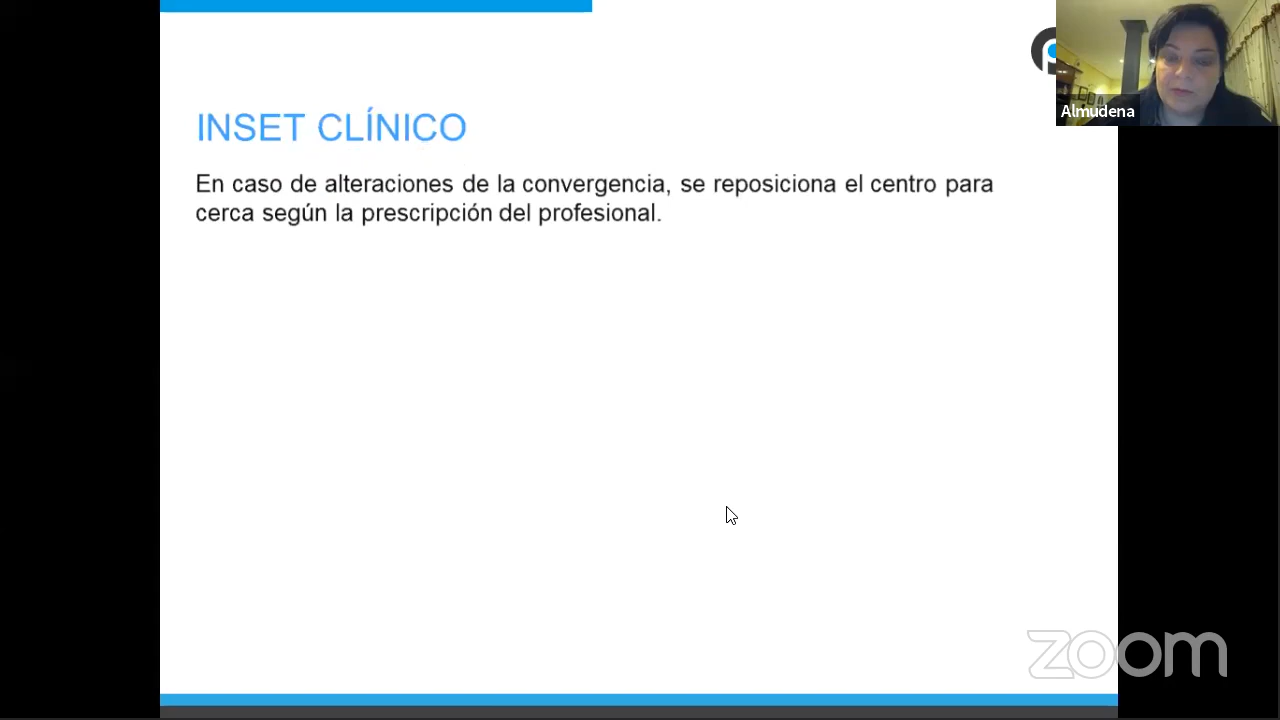 INSET CLÍNICO
En caso de alteraciones de la convergencia, se reposiciona el centro para
cerca según la prescripción del profesional.
Almudena
zoom